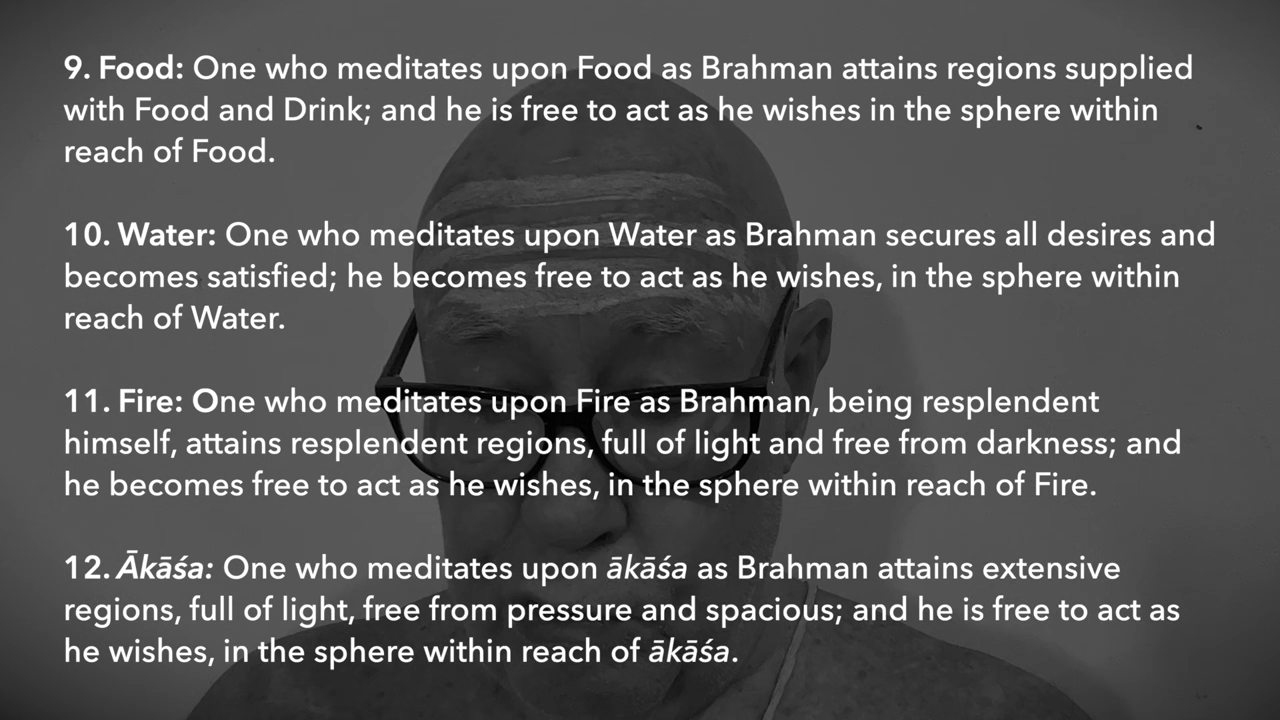 9. Food: One who meditates upon Food as Brahman attains regions supplied
with Food and Drink; and he is free to act as he wishes in the sphere within
reach of Food.
10. Water: One who meditates upon Water as Brahman secures all desires and
becomes satisfied; he becomes free to act as he wishes, in the sphere within
reach of Water.
11. Fire: One who meditates upon Fire as Brahman, being resplendent
himself, attains resplendent regions, full of light and free from darkness; and
he becomes free to act as he wishes, in the sphere within reach of Fire.
12. Ākāśa: One who meditates upon ākāśa as Brahman attains extensive
regions, full of light, free from pressure and spacious; and he is free to act as
he wishes, in the sphere within reach of ākāśa.